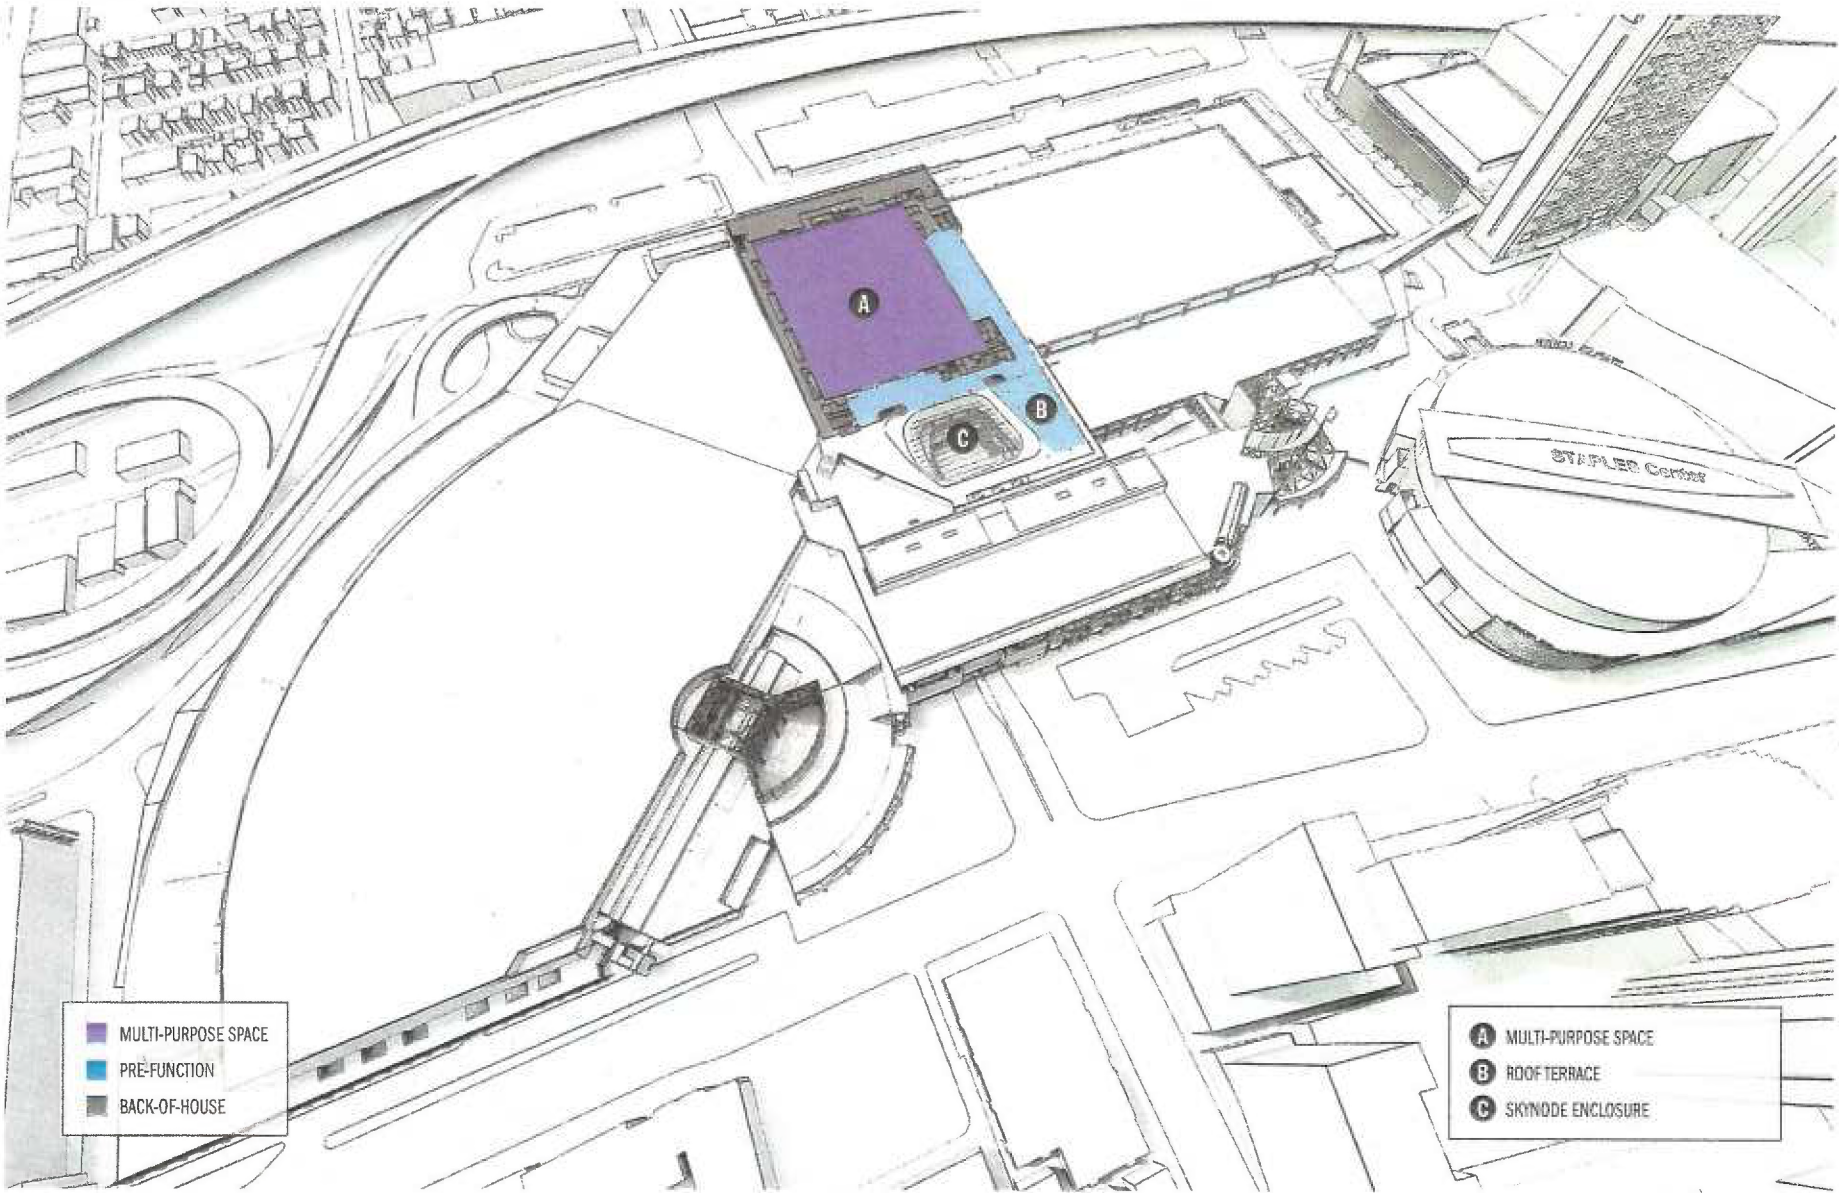 A
B
C
STAPLES Center
MULTI-PURPOSE SPACE
PRE-FUNCTION
BACK-OF-HOUSE
A MULTI-PURPOSE SPACE
B ROOF TERRACE
C SKYNODE ENCLOSURE